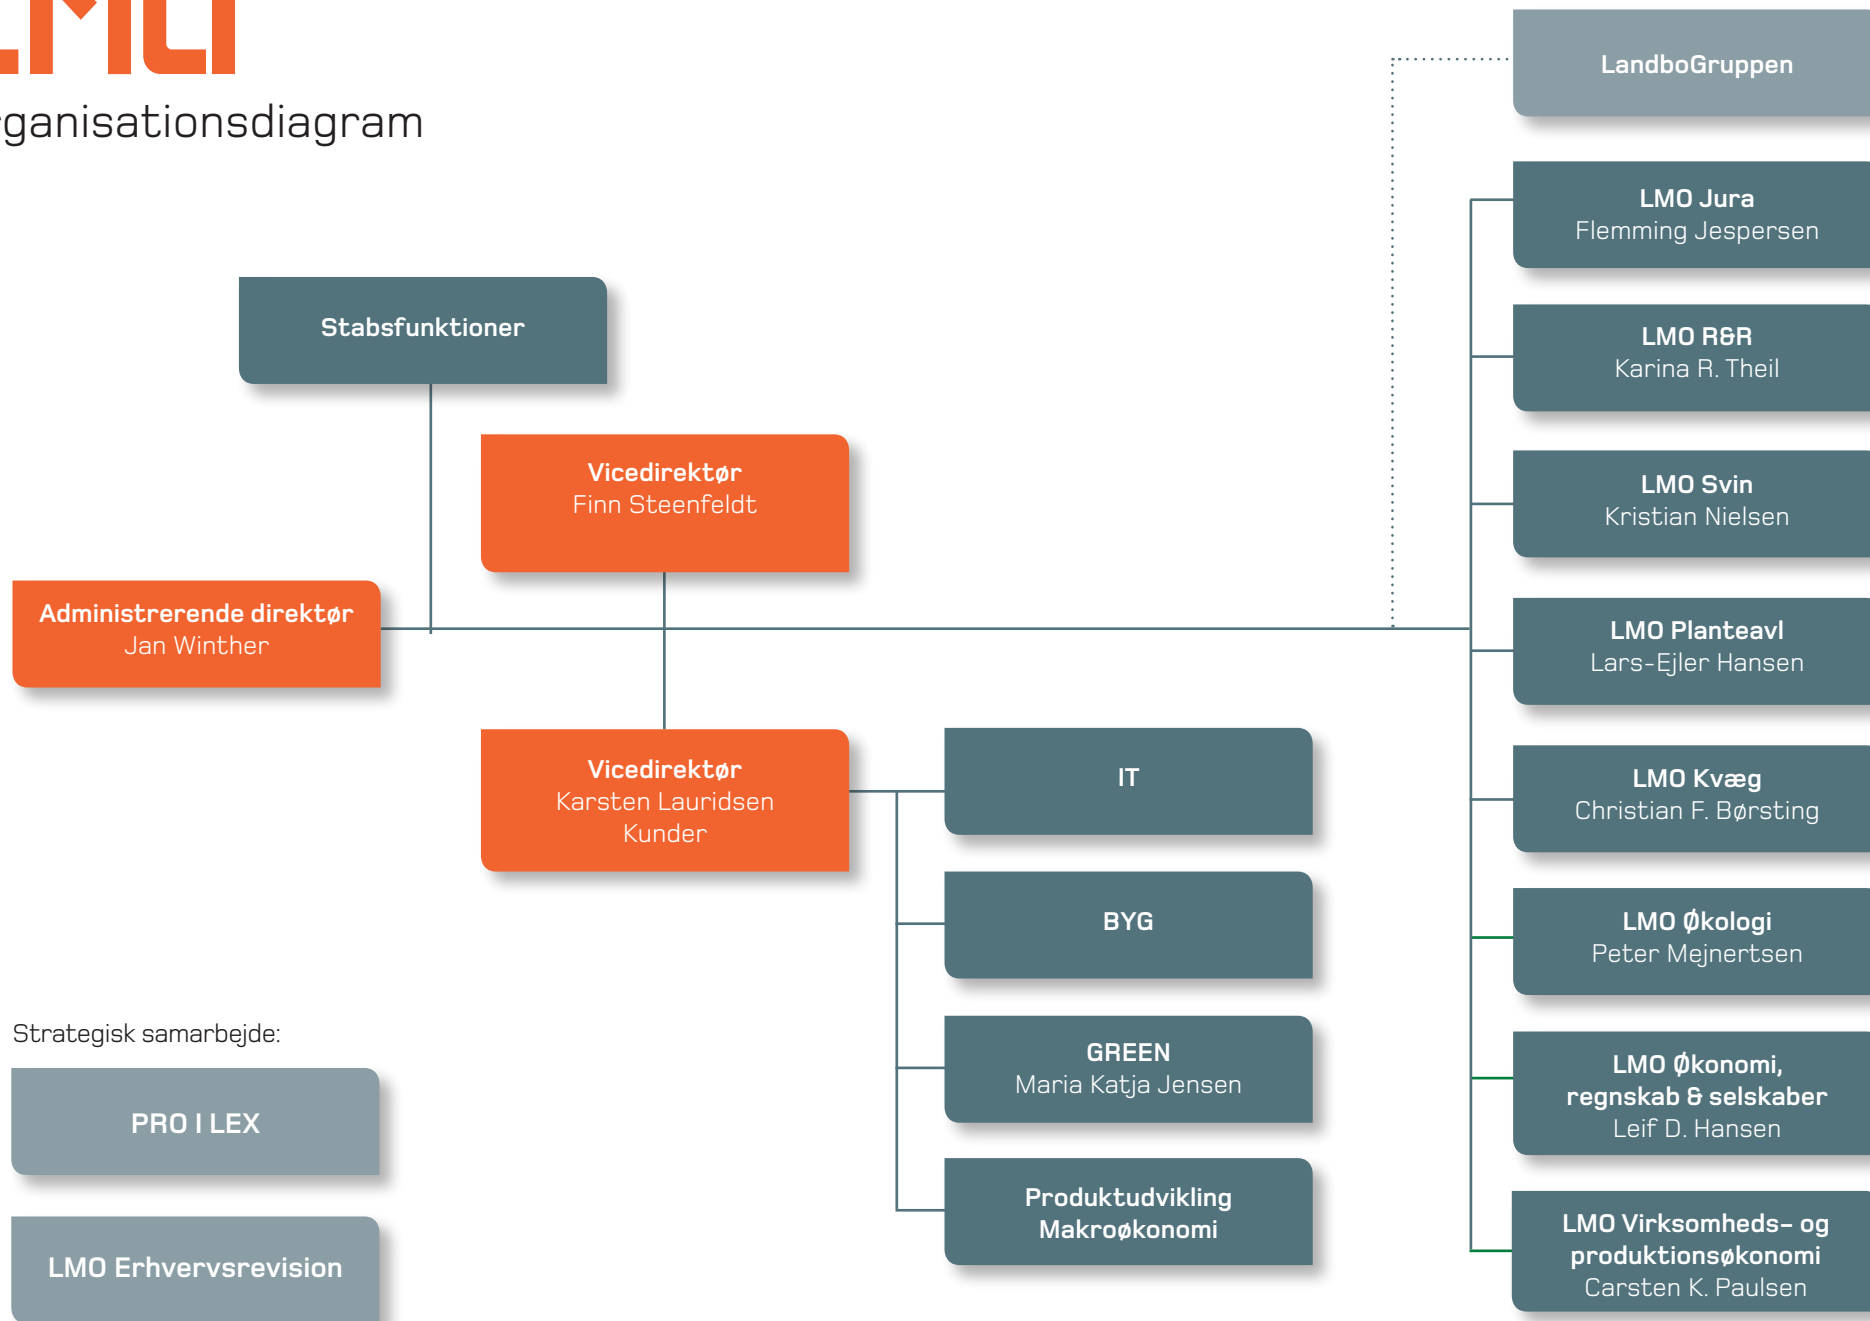 LMO
rganisationsdiagram
LandboGruppen
LMO Jura
Flemming Jespersen
LMO R&R
Karina R. Theil
LMO Svin
Kristian Nielsen
LMO Planteavl
Lars-Ejler Hansen
LMO Kvæg
Christian F. Børsting
LMO Økologi
Peter Mejnertsen
LMO Økonomi,
regnskab & selskaber
Leif D. Hansen
LMO Virksomheds- og
produktionsøkonomi
Carsten K. Paulsen
Stabsfunktioner
Vicedirektør
Finn Steenfeldt
Administrerende direktør
Jan Winther
Vicedirektør
Karsten Lauridsen
Kunder
IT
BYG
GREEN
Maria Katja Jensen
Produktudvikling
Makroøkonomi
Strategisk samarbejde:
PRO I LEX
LMO Erhvervsrevision